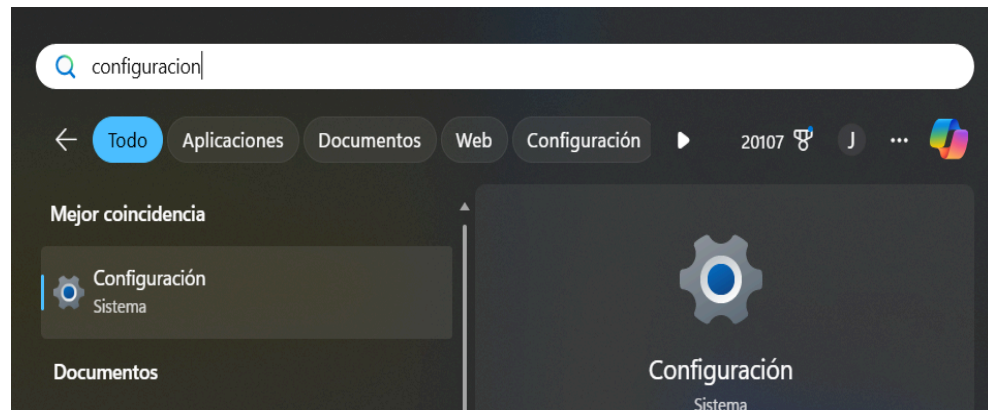 configuracion
Todo Aplicaciones Documentos Web Configuración 20107 J ...
Mejor coincidencia
Configuración
Sistema
Documentos
Configuración
Sistema